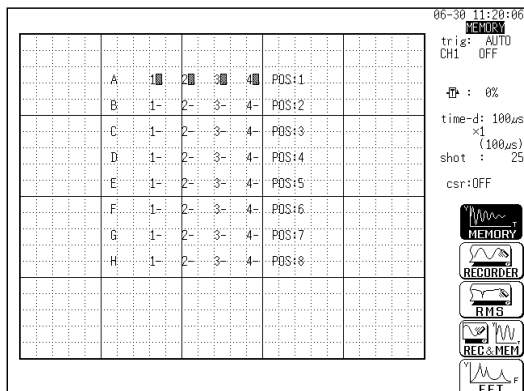 06-30 11:20:06
MEMORY
trig: AUTO
CH1 OFF
A 1 2 3 4 POS:1
T : 0%
B 1- 2- 3- 4- POS:2
time-d: 100µs
C 1- 2- 3- 4- POS:3
×1
(100µs)
D 1- 2- 3- 4- POS:4
shot : 25
E 1- 2- 3- 4- POS:5
csr:OFF
F 1- 2- 3- 4- POS:6
G 1- 2- 3- 4- POS:7
H 1- 2- 3- 4- POS:8
Y T
MEMORY
RECORDER
RMS
REC&MEM
Y F
FFT